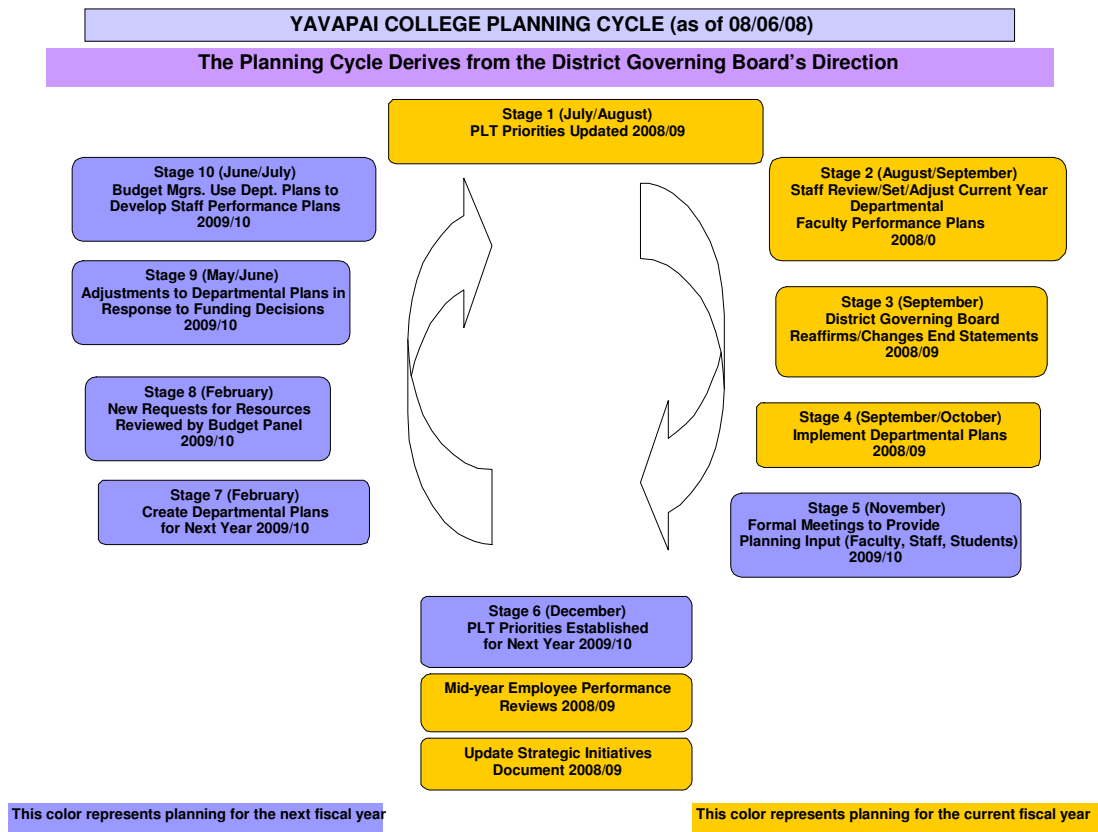 YAVAPAI COLLEGE PLANNING CYCLE (as of 08/06/08)
The Planning Cycle Derives from the District Governing Board's Direction
Stage 1 (July/August)
PLT Priorities Updated 2008/09
Stage 2 (August/September)
Staff Review/Set/Adjust Current Year
Departmental
Faculty Performance Plans
2008/0
Stage 3 (September)
District Governing Board
Reaffirms/Changes End Statements
2008/09
Stage 4 (September/October)
Implement Departmental Plans
2008/09
Stage 5 (November)
Formal Meetings to Provide
Planning Input (Faculty, Staff, Students)
2009/10
Stage 6 (December)
PLT Priorities Established
for Next Year 2009/10
Mid-year Employee Performance
Reviews 2008/09
Update Strategic Initiatives
Document 2008/09
Stage 7 (February)
Create Departmental Plans
for Next Year 2009/10
Stage 8 (February)
New Requests for Resources
Reviewed by Budget Panel
2009/10
Stage 9 (May/June)
Adjustments to Departmental Plans in
Response to Funding Decisions
2009/10
Stage 10 (June/July)
Budget Mgrs. Use Dept. Plans to
Develop Staff Performance Plans
2009/10
This color represents planning for the next fiscal year
This color represents planning for the current fiscal year